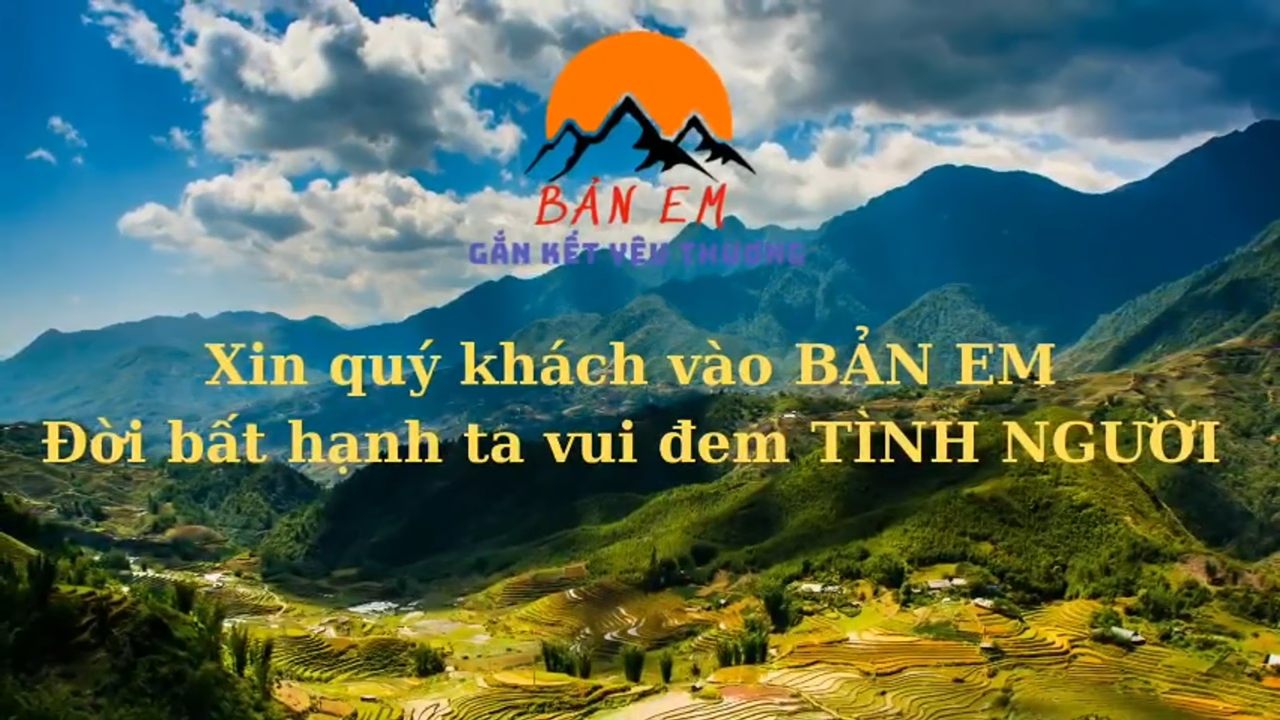 BẢN EM
GẮN KẾT YÊU THƯƠNG
Xin quý khách vào BẢN EM
Đời bất hạnh ta vui đem TÌNH NGƯỜI